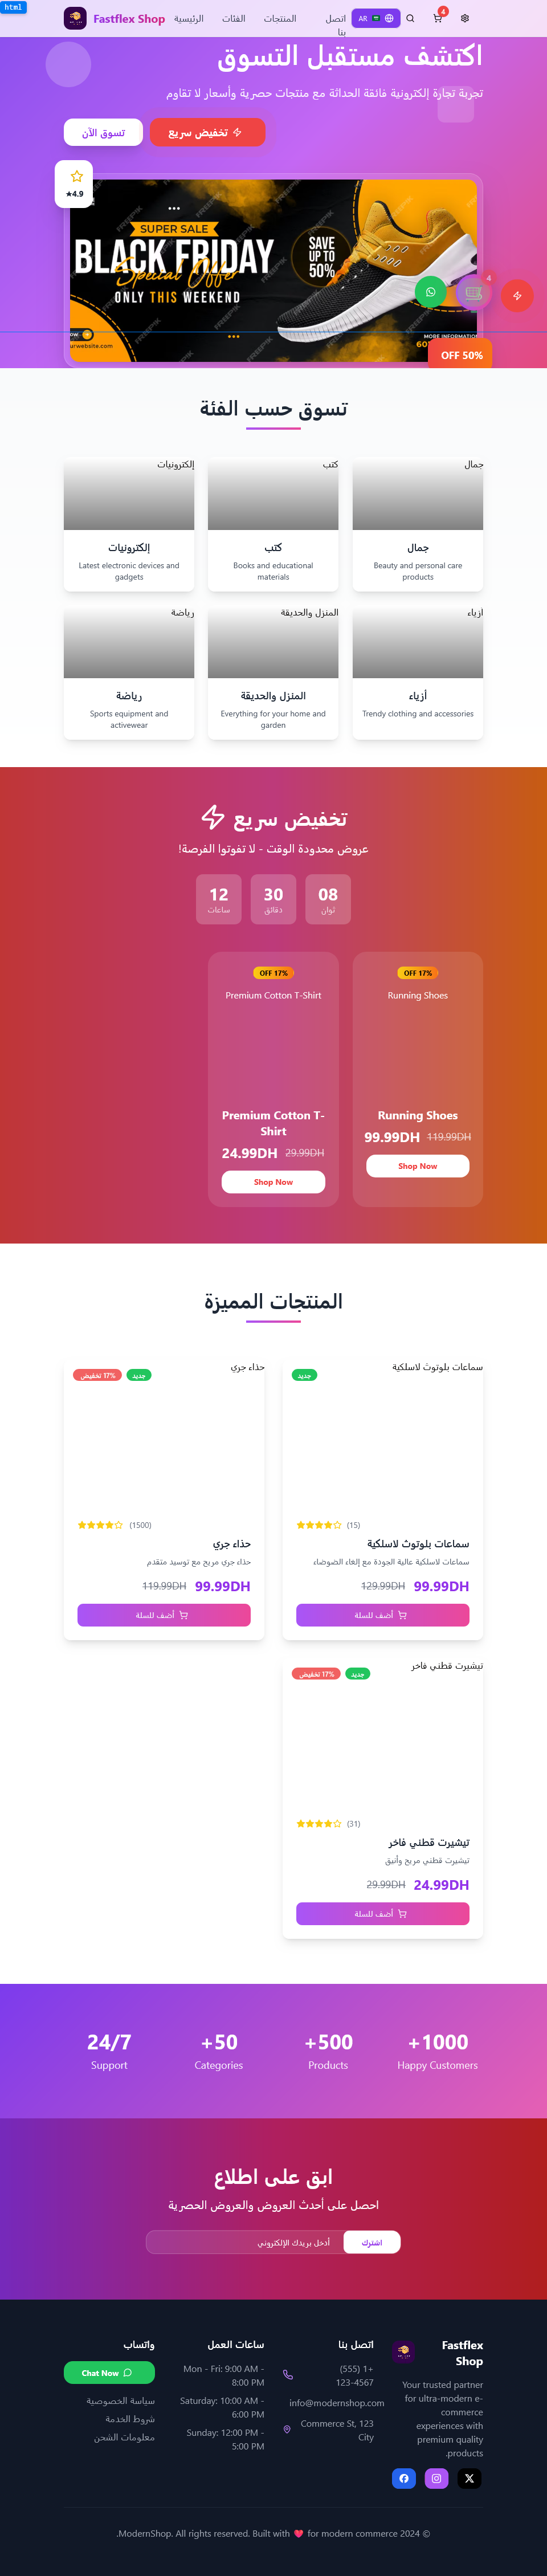 html
Fastflex Shop
الرئيسية
الفئات
المنتجات
اتصل بنا
AR
4
اكتشف مستقبل التسوق
تجربة تجارة إلكترونية فائقة الحداثة مع منتجات حصرية وأسعار لا تقاوم
تخفيض سريع
تسوق الآن
★4.9
SUPER SALE
BLACK FRIDAY
Special Offer
ONLY THIS WEEKEND
SAVE UP TO 50%
MORE INFORMATION
4
50% OFF
تسوق حسب الفئة
جمال
جمال
Beauty and personal care products
كتب
كتب
Books and educational materials
إلكترونيات
إلكترونيات
Latest electronic devices and gadgets
أزياء
أزياء
Trendy clothing and accessories
المنزل والحديقة
المنزل والحديقة
Everything for your home and garden
رياضة
رياضة
Sports equipment and activewear
تخفيض سريع
عروض محدودة الوقت - لا تفوتوا الفرصة!
08
ثوان
30
دقائق
12
ساعات
17% OFF
Running Shoes
Running Shoes
99.99DH 119.99DH
Shop Now
17% OFF
Premium Cotton T-Shirt
Premium Cotton T-Shirt
24.99DH 29.99DH
Shop Now
المنتجات المميزة
سماعات بلوتوث لاسلكية
جديد
(15)
سماعات بلوتوث لاسلكية
سماعات لاسلكية عالية الجودة مع إلغاء الضوضاء
99.99DH 129.99DH
أضف للسلة
حذاء جري
جديد
17% تخفيض
(1500)
حذاء جري
حذاء جري مريح مع توسيد متقدم
99.99DH 119.99DH
أضف للسلة
تيشيرت قطني فاخر
جديد
17% تخفيض
(31)
تيشيرت قطني فاخر
تيشيرت قطني مريح وأنيق
24.99DH 29.99DH
أضف للسلة
1000+
Happy Customers
500+
Products
50+
Categories
24/7
Support
ابق على اطلاع
احصل على أحدث العروض والعروض الحصرية
أدخل بريدك الإلكتروني
اشترك
Fastflex Shop
Your trusted partner for ultra-modern e-commerce experiences with premium quality products.
اتصل بنا
+1 (555) 123-4567
info@modernshop.com
123 Commerce St, City
ساعات العمل
Mon - Fri: 9:00 AM - 8:00 PM
Saturday: 10:00 AM - 6:00 PM
Sunday: 12:00 PM - 5:00 PM
واتساب
Chat Now
سياسة الخصوصية
شروط الخدمة
معلومات الشحن
© 2024 ModernShop. All rights reserved. Built with ❤️ for modern commerce.